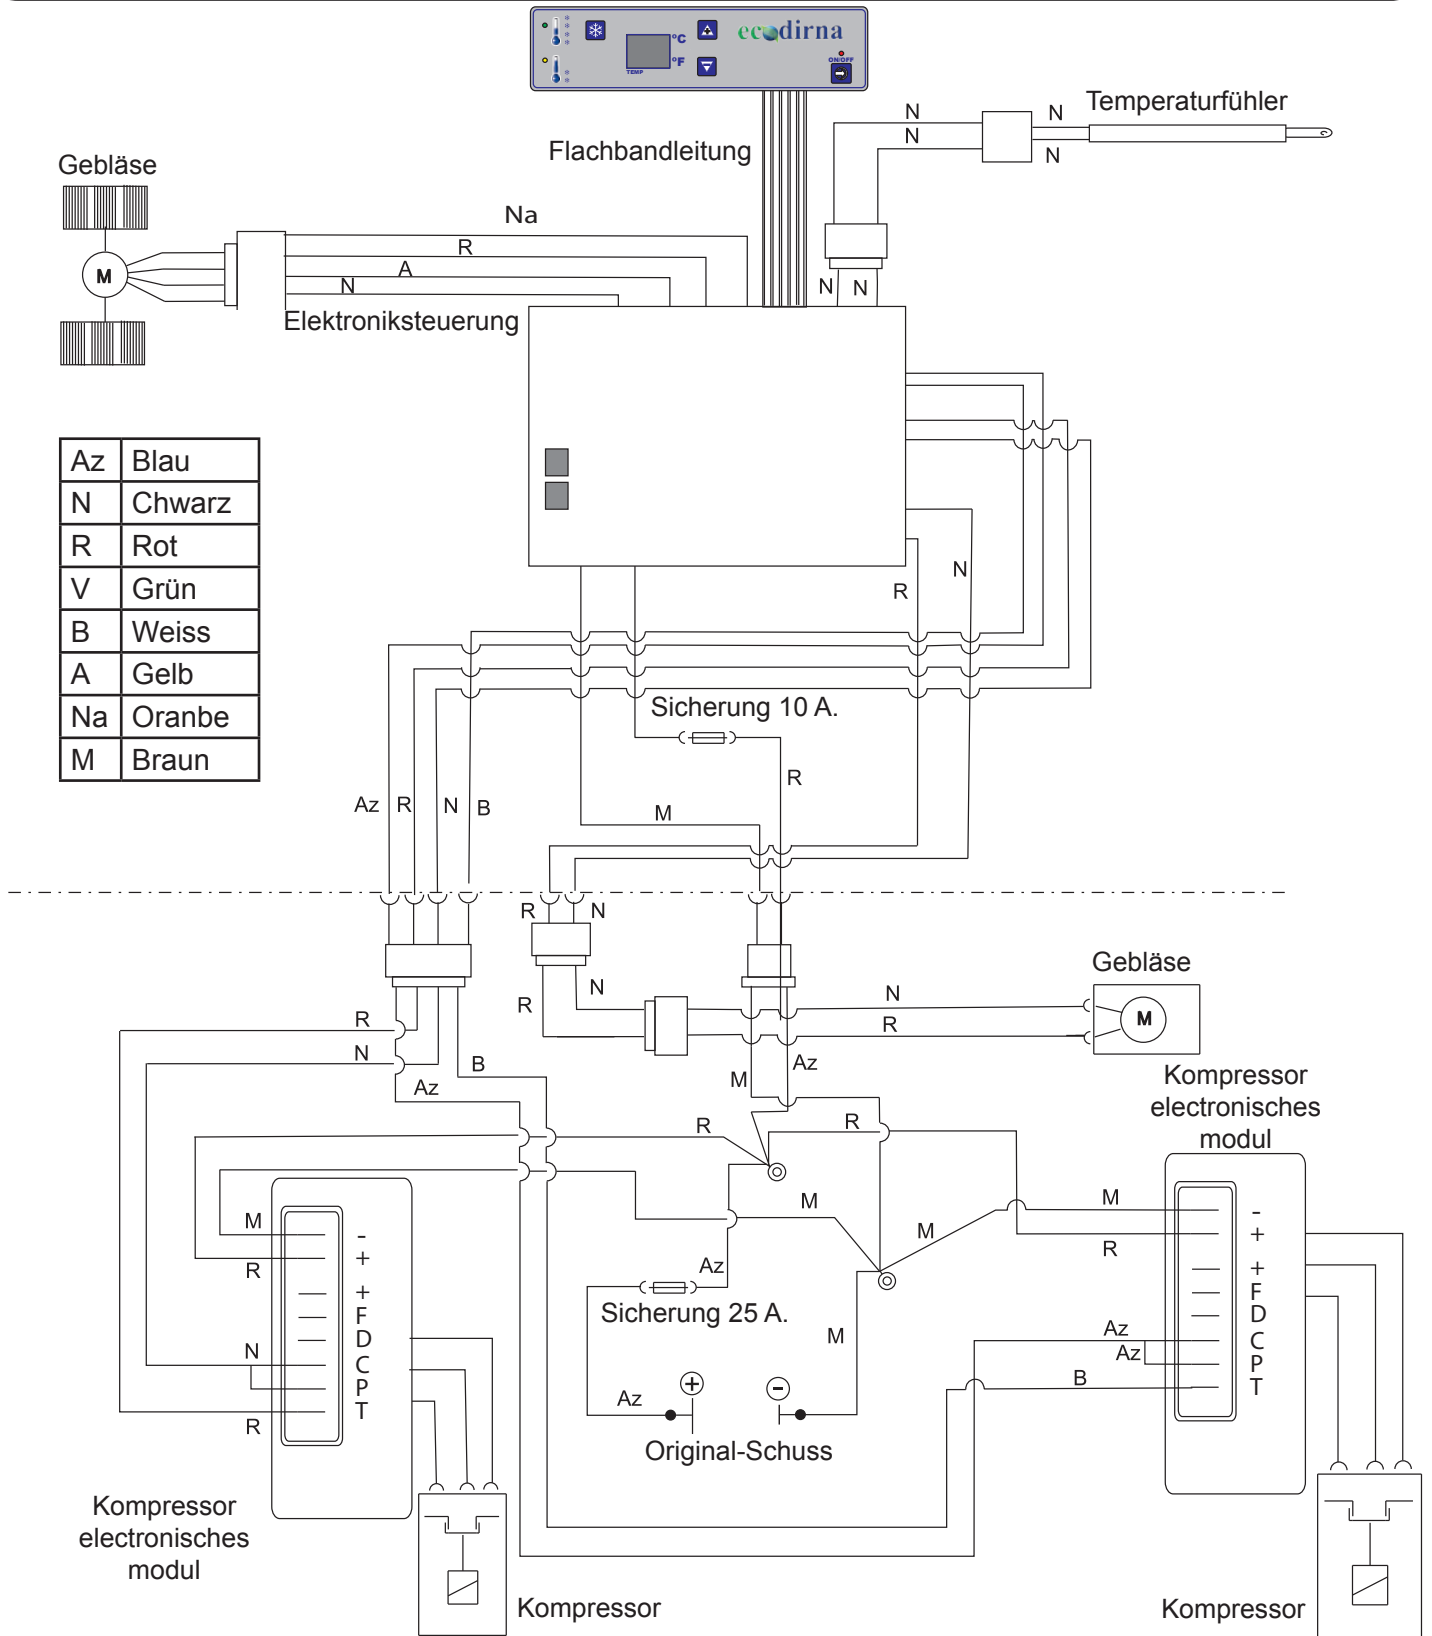 °C
°F
TEMP
ecodirna
ON/OFF
Temperaturfühler
N
N
N
N
Flachbandleitung
Gebläse
M
Na
R
A
N
N
N
Elektroniksteuerung
Az Blau
N Chwarz
R Rot
V Grün
B Weiss
A Gelb
Na Oranbe
M Braun
R
N
Sicherung 10 A.
R
M
Az
R
N
B
R
N
R
N
N
R
Gebläse
M
R
N
B
Az
M
Az
Kompressor
electronisches
modul
R
R
M
R
-
+
+
F
D
C
P
T
N
R
M
M
Az
Sicherung 25 A.
M
Az
+
-
Original-Schuss
M
R
-
+
+
F
D
C
P
T
Az
Az
B
Kompressor
electronisches
modul
Kompressor
Kompressor